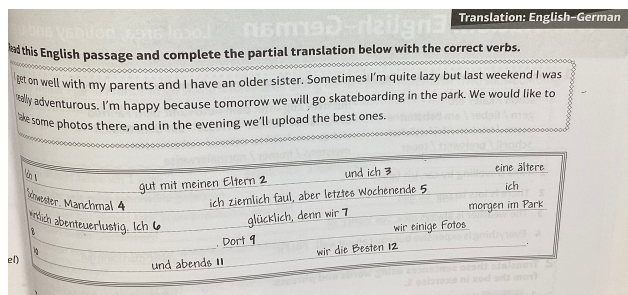 Translation: English–German
Read this English passage and complete the partial translation below with the correct verbs.
I get on well with my parents and I have an older sister. Sometimes I'm quite lazy but last weekend I was
really adventurous. I'm happy because tomorrow we will go skateboarding in the park. We would like to
take some photos there, and in the evening we'll upload the best ones.
Ich 1 gut mit meinen Eltern 2 und ich 3 eine ältere
Schwester. Manchmal 4 ich ziemlich faul, aber letztes Wochenende 5 ich
wirklich abenteuerlustig. Ich 6 glücklich, denn wir 7 morgen im Park
8 . Dort 9 wir einige Fotos
10 und abends 11 wir die Besten 12 .